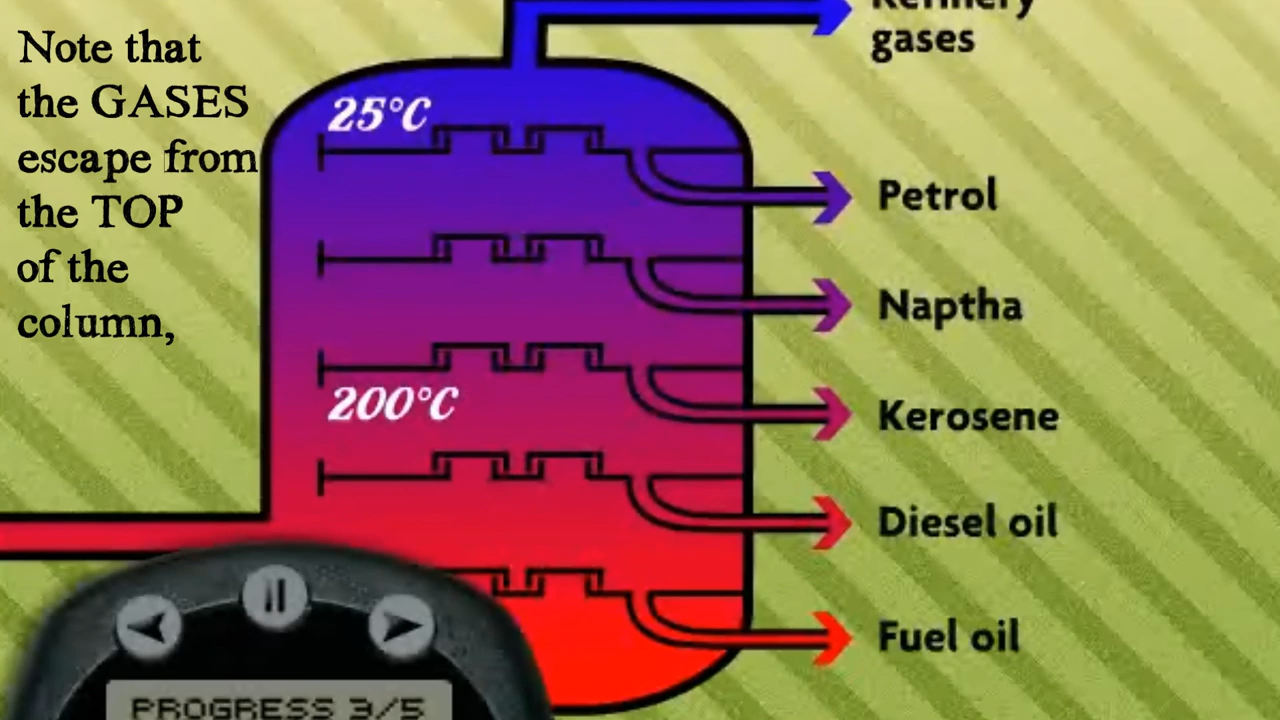 Note that
the GASES
escape from
the TOP
of the
column,
Refinery
gases
25°C
Petrol
Naptha
200°C
Kerosene
Diesel oil
Fuel oil
PROGRESS 3/5